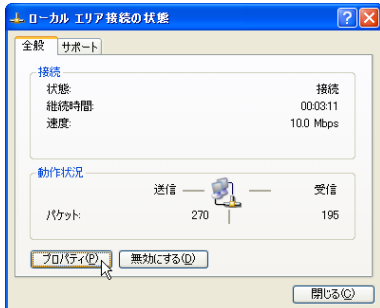 ローカル エリア接続の状態
全般 サポート
接続
状態: 接続
継続時間: 00:03:11
速度: 10.0 Mbps
動作状況
送信 受信
パケット: 270 195
プロパティ(P) 無効にする(D)
閉じる(C)